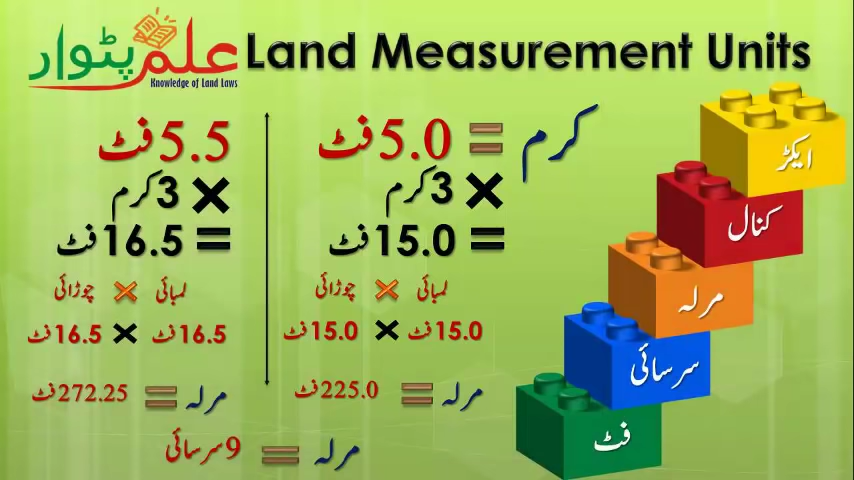 علم پٹوار
Knowledge of Land Laws
Land Measurement Units
کرم = 5.0 فٹ
× 3 کرم
= 15.0 فٹ
لمبائی × چوڑائی
15.0 فٹ × 15.0 فٹ
مرلہ = 225.0 فٹ
5.5 فٹ
× 3 کرم
= 16.5 فٹ
لمبائی × چوڑائی
16.5 فٹ × 16.5 فٹ
مرلہ = 272.25 فٹ
مرلہ = 9 سرسائی
ایکڑ
کنال
مرلہ
سرسائی
فٹ